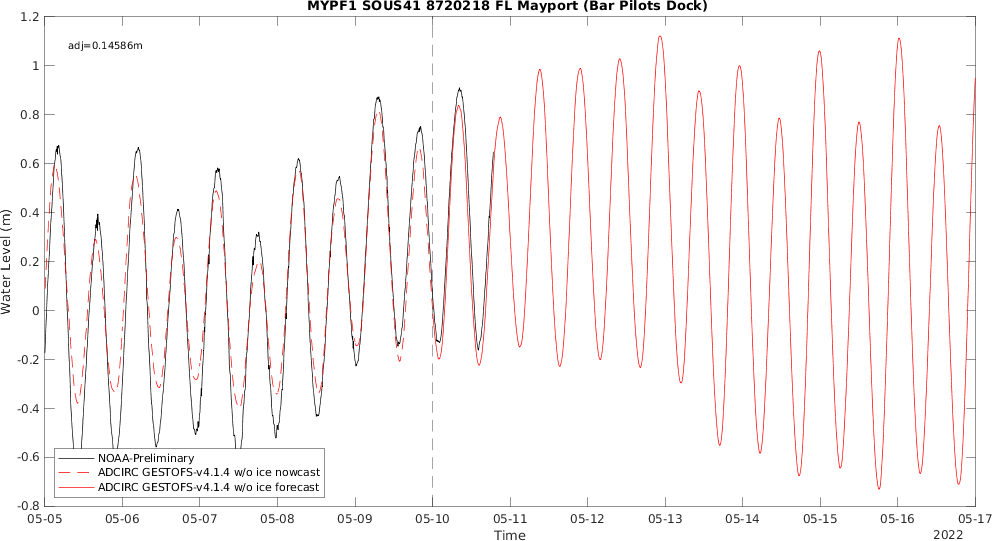 MYPF1 SOUS41 8720218 FL Mayport (Bar Pilots Dock)
adj=0.14586m
Water Level (m)
1.2
1
0.8
0.6
0.4
0.2
0
-0.2
-0.4
-0.6
-0.8
NOAA-Preliminary
ADCIRC GESTOFS-v4.1.4 w/o ice nowcast
ADCIRC GESTOFS-v4.1.4 w/o ice forecast
05-05 05-06 05-07 05-08 05-09 05-10 05-11 05-12 05-13 05-14 05-15 05-16 05-17
Time
2022